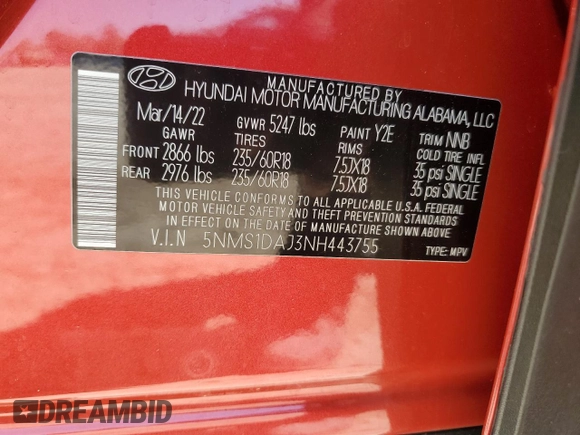 MANUFACTURED BY
HYUNDAI MOTOR MANUFACTURING ALABAMA, LLC
Mar/14/22 GVWR 5247 lbs PAINT Y2E TRIM NNB
GAWR TIRES RIMS COLD TIRE INFL
FRONT 2866 lbs 235/60R18 7.5JX18 35 psi SINGLE
REAR 2976 lbs 235/60R18 7.5JX18 35 psi SINGLE
THIS VEHICLE CONFORMS TO ALL APPLICABLE U.S.A. FEDERAL
MOTOR VEHICLE SAFETY AND THEFT PREVENTION STANDARDS
IN EFFECT ON THE DATE OF MANUFACTURE SHOWN ABOVE.
V.I.N 5NMS1DAJ3NH443755 TYPE: MPV
DREAMBID